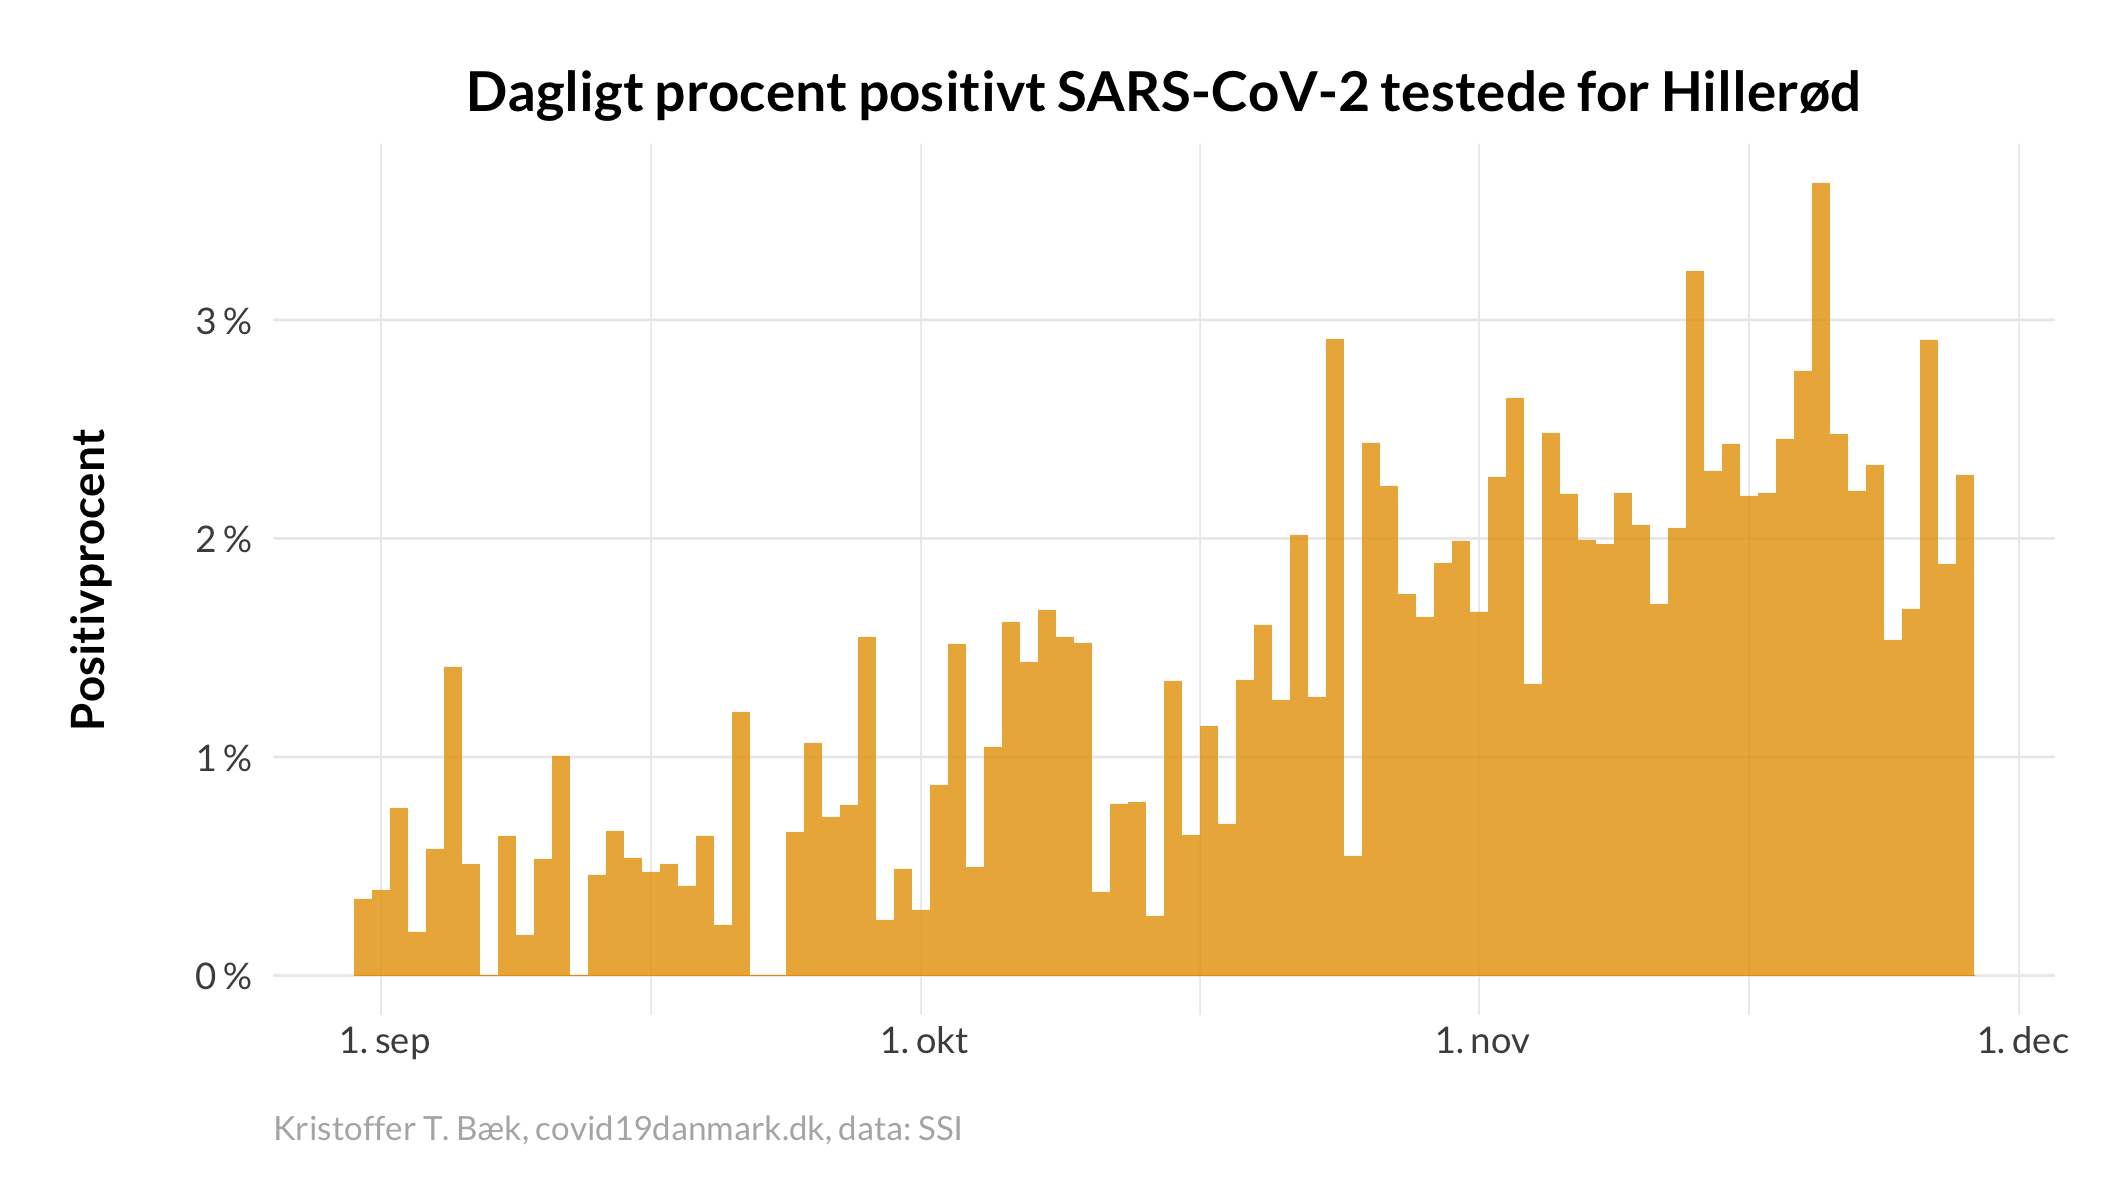 Dagligt procent positivt SARS-CoV-2 testede for Hillerød
Positivprocent
3 %
2 %
1 %
0 %
1. sep
1. okt
1. nov
1. dec
Kristoffer T. Bæk, covid19danmark.dk, data: SSI